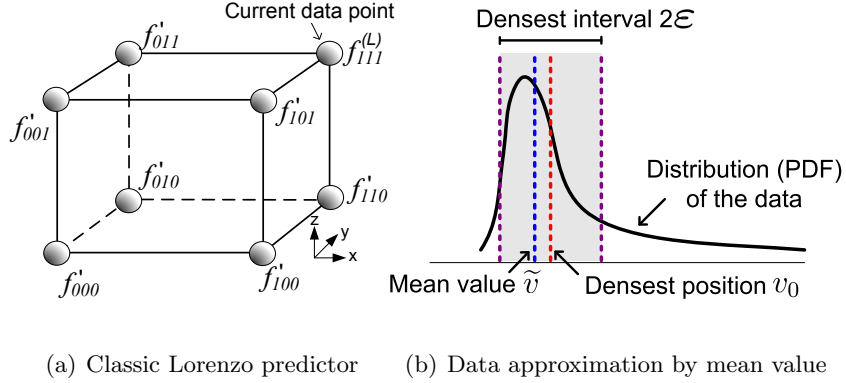 Current data point
f'011
f111(L)
f'001
f'101
f'010
f'110
z
y
x
f'000
f'100
Densest interval 2ε
Distribution (PDF)
of the data
Mean value ṽ
Densest position v0
(a) Classic Lorenzo predictor
(b) Data approximation by mean value